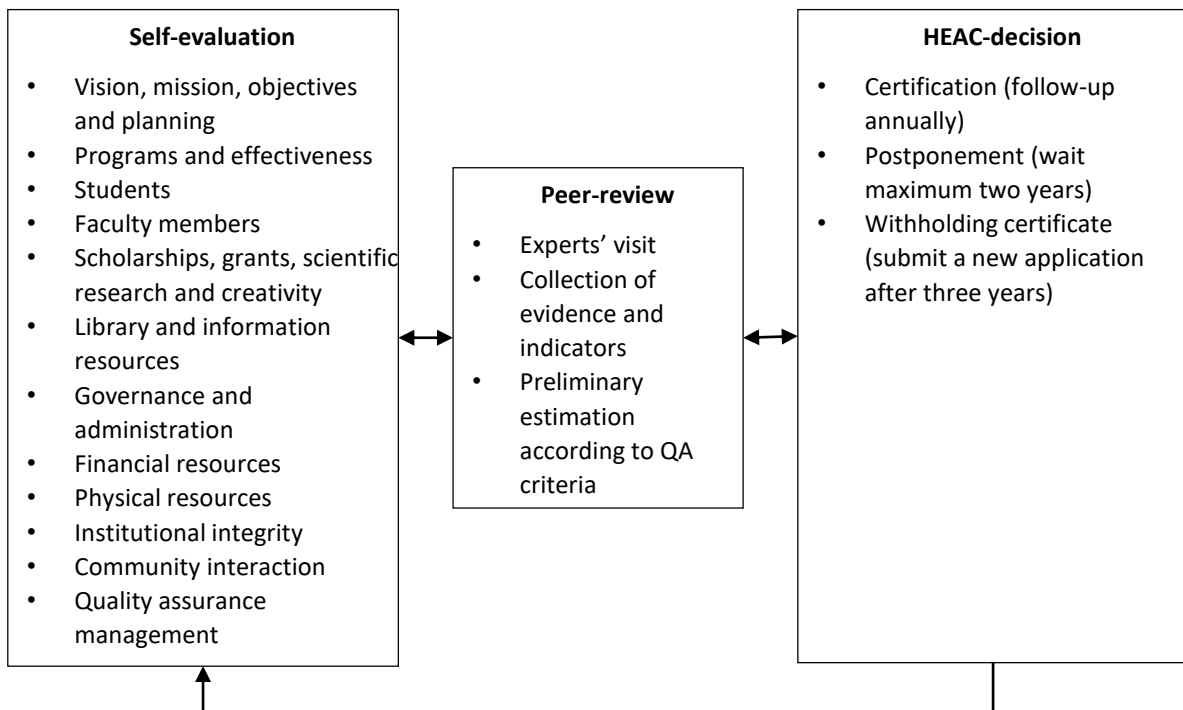 Self-evaluation
• Vision, mission, objectives
and planning
• Programs and effectiveness
• Students
• Faculty members
• Scholarships, grants, scientific
research and creativity
• Library and information
resources
• Governance and
administration
• Financial resources
• Physical resources
• Institutional integrity
• Community interaction
• Quality assurance
management
Peer-review
• Experts’ visit
• Collection of
evidence and
indicators
• Preliminary
estimation
according to QA
criteria
HEAC-decision
• Certification (follow-up
annually)
• Postponement (wait
maximum two years)
• Withholding certificate
(submit a new application
after three years)